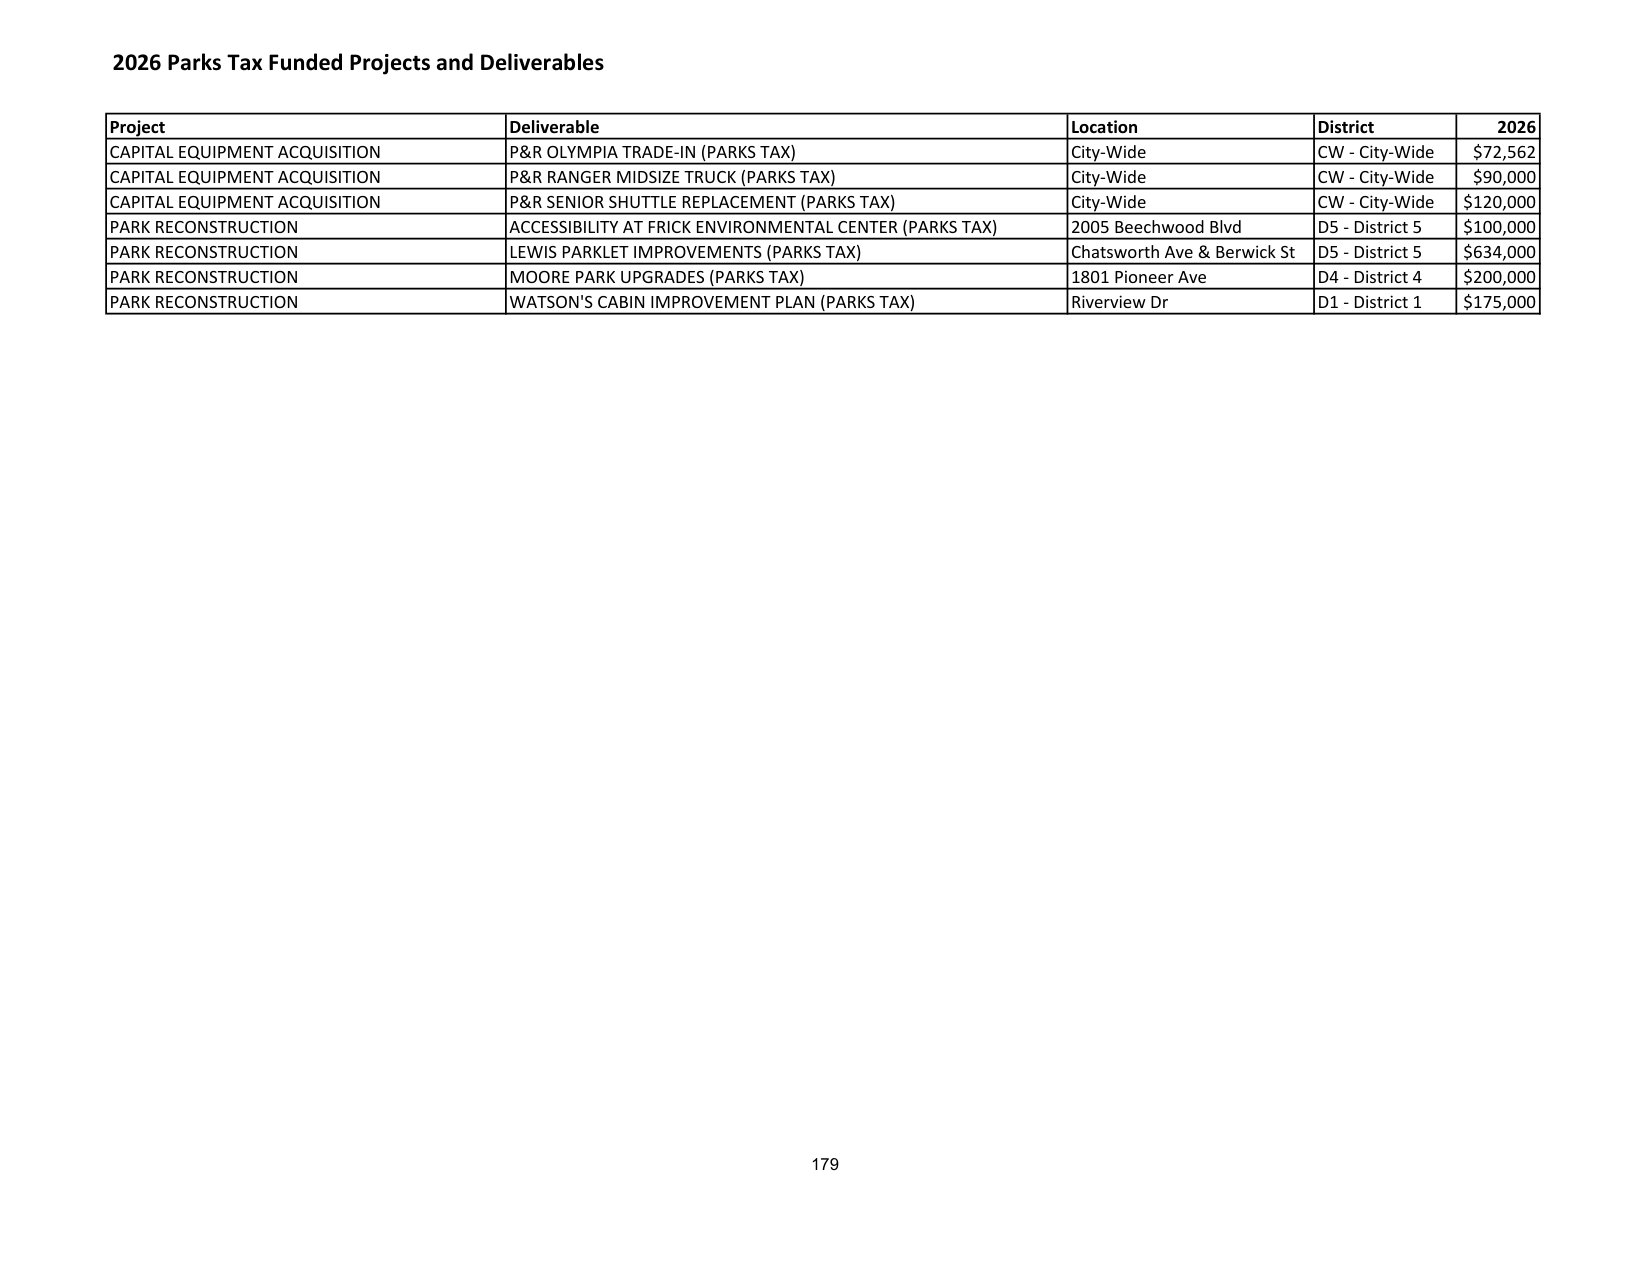 2026 Parks Tax Funded Projects and Deliverables
Project Deliverable Location District 2026
CAPITAL EQUIPMENT ACQUISITION P&R OLYMPIA TRADE-IN (PARKS TAX) City-Wide CW - City-Wide $72,562
CAPITAL EQUIPMENT ACQUISITION P&R RANGER MIDSIZE TRUCK (PARKS TAX) City-Wide CW - City-Wide $90,000
CAPITAL EQUIPMENT ACQUISITION P&R SENIOR SHUTTLE REPLACEMENT (PARKS TAX) City-Wide CW - City-Wide $120,000
PARK RECONSTRUCTION ACCESSIBILITY AT FRICK ENVIRONMENTAL CENTER (PARKS TAX) 2005 Beechwood Blvd D5 - District 5 $100,000
PARK RECONSTRUCTION LEWIS PARKLET IMPROVEMENTS (PARKS TAX) Chatsworth Ave & Berwick St D5 - District 5 $634,000
PARK RECONSTRUCTION MOORE PARK UPGRADES (PARKS TAX) 1801 Pioneer Ave D4 - District 4 $200,000
PARK RECONSTRUCTION WATSON'S CABIN IMPROVEMENT PLAN (PARKS TAX) Riverview Dr D1 - District 1 $175,000
179